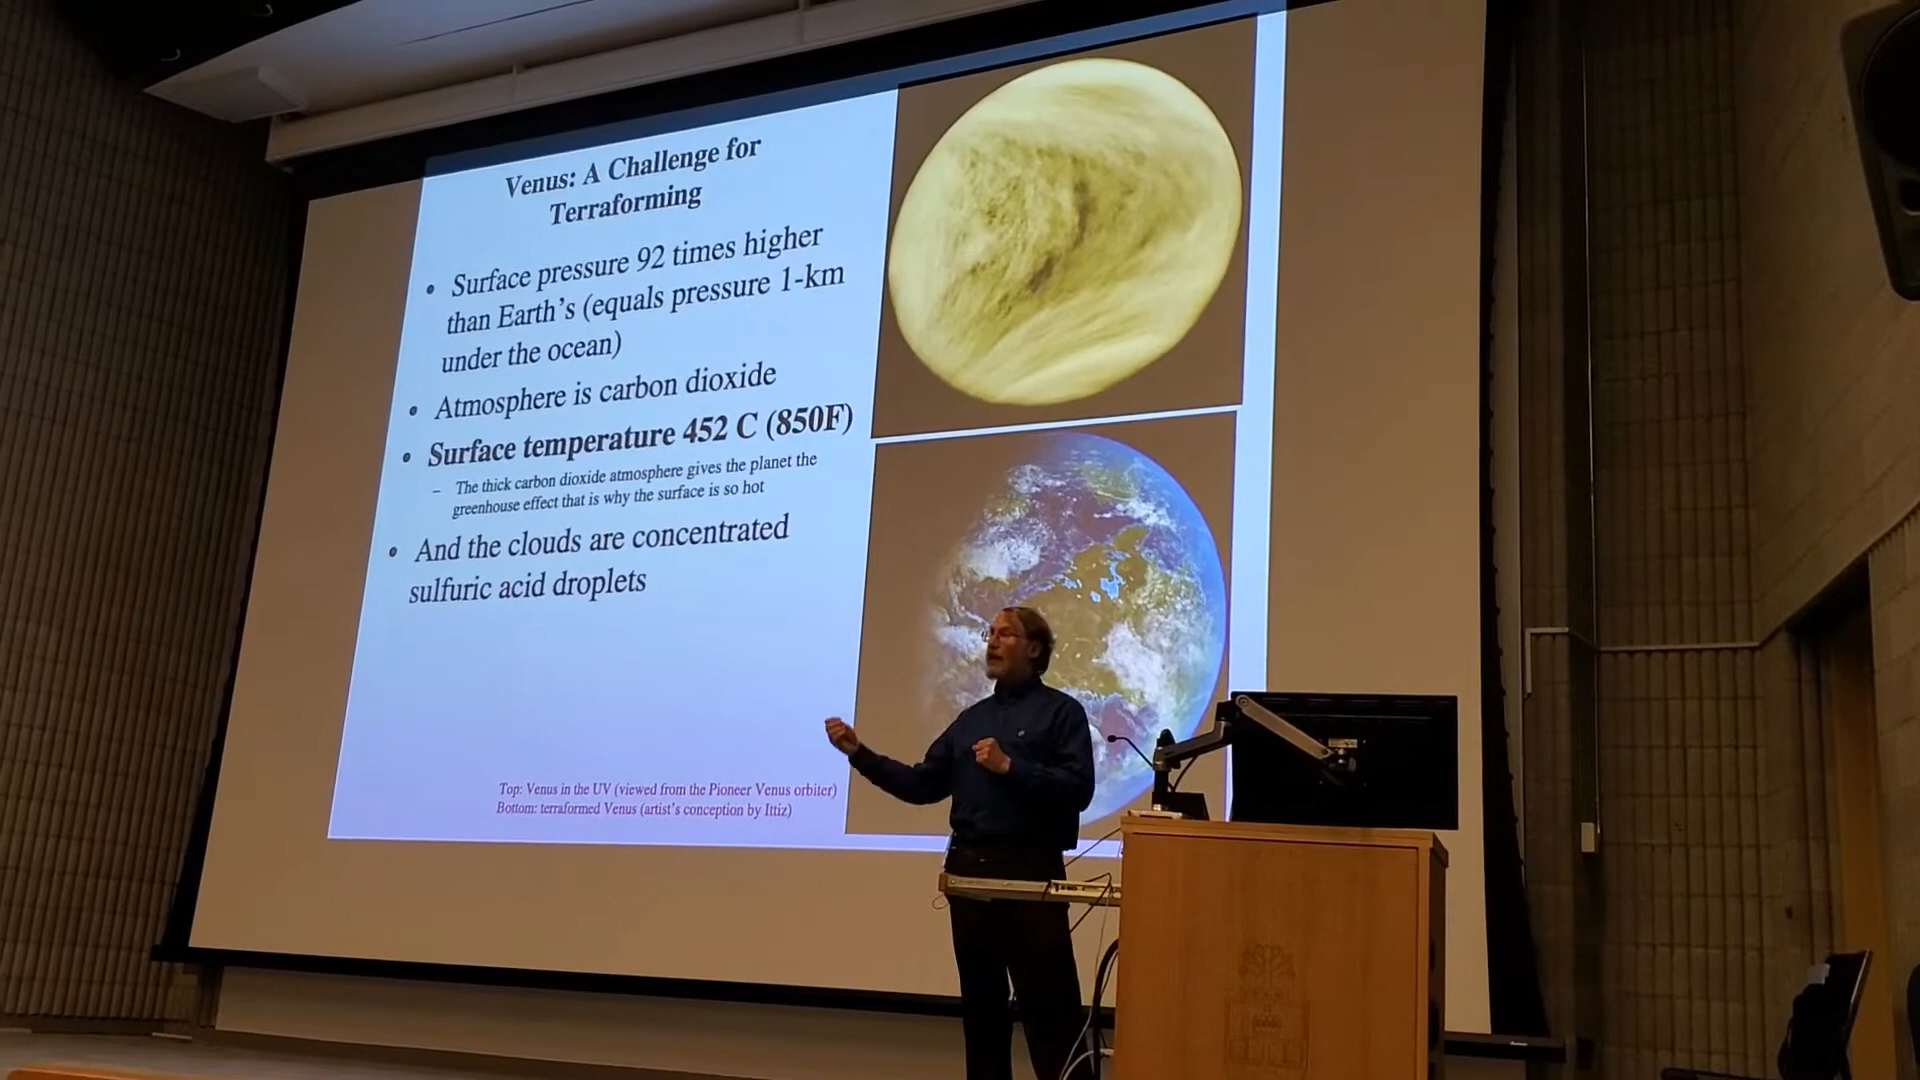 Venus: A Challenge for
Terraforming
• Surface pressure 92 times higher
than Earth's (equals pressure 1-km
under the ocean)
• Atmosphere is carbon dioxide
• Surface temperature 452 C (850F)
– The thick carbon dioxide atmosphere gives the planet the
greenhouse effect that is why the surface is so hot
• And the clouds are concentrated
sulfuric acid droplets
Top: Venus in the UV (viewed from the Pioneer Venus orbiter)
Bottom: terraformed Venus (artist's conception by Ittiz)